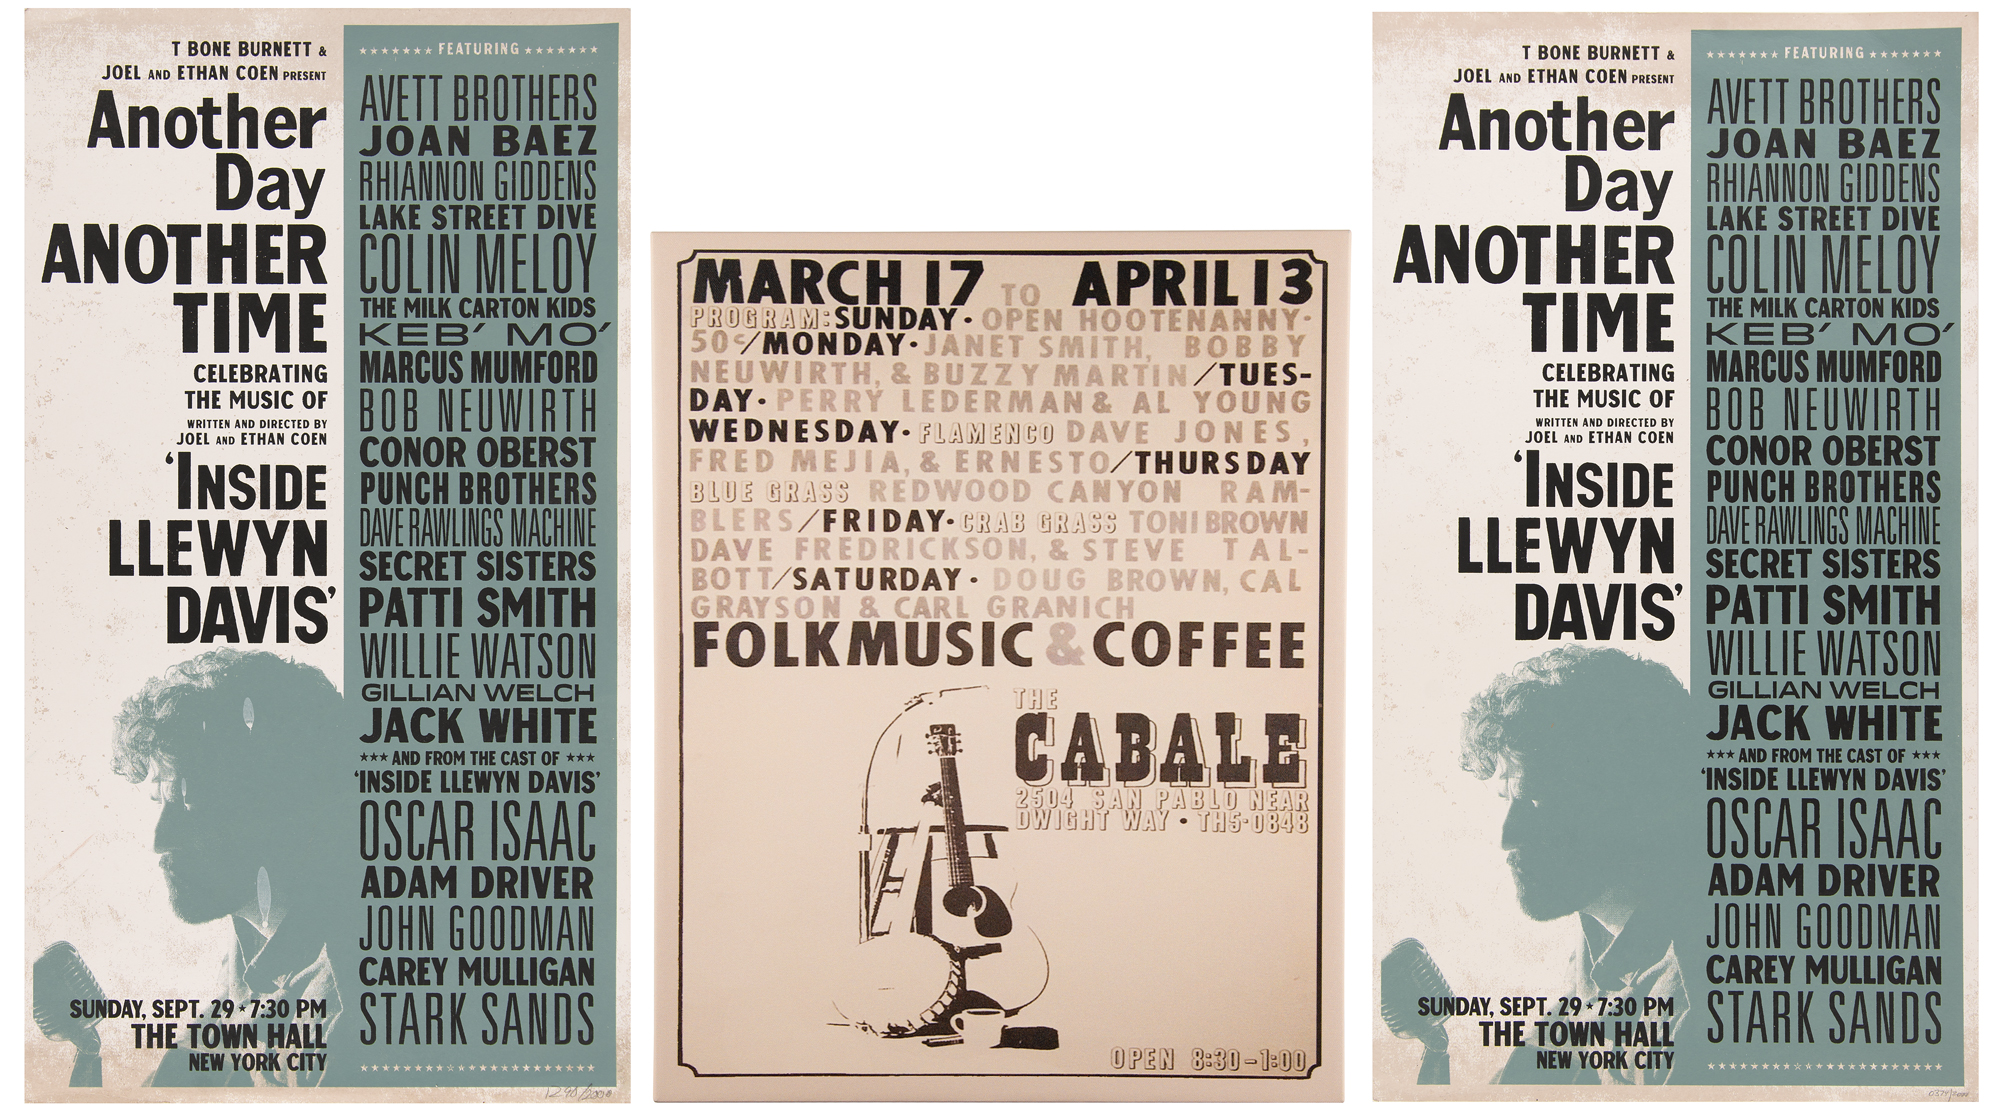 T BONE BURNETT &
JOEL AND ETHAN COEN PRESENT
Another
Day
ANOTHER
TIME
CELEBRATING
THE MUSIC OF
WRITTEN AND DIRECTED BY
JOEL AND ETHAN COEN
'INSIDE
LLEWYN
DAVIS'
SUNDAY, SEPT. 29 ★ 7:30 PM
THE TOWN HALL
NEW YORK CITY
★★★★★★★ FEATURING ★★★★★★★
AVETT BROTHERS
JOAN BAEZ
RHIANNON GIDDENS
LAKE STREET DIVE
COLIN MELOY
THE MILK CARTON KIDS
KEB' MO'
MARCUS MUMFORD
BOB NEUWIRTH
CONOR OBERST
PUNCH BROTHERS
DAVE RAWLINGS MACHINE
SECRET SISTERS
PATTI SMITH
WILLIE WATSON
GILLIAN WELCH
JACK WHITE
★★★ AND FROM THE CAST OF ★★★
'INSIDE LLEWYN DAVIS'
OSCAR ISAAC
ADAM DRIVER
JOHN GOODMAN
CAREY MULLIGAN
STARK SANDS
1298/2000
MARCH 17 TO APRIL 13
PROGRAM: SUNDAY · OPEN HOOTENANNY·
50¢/MONDAY · JANET SMITH, BOBBY
NEUWIRTH, & BUZZY MARTIN/TUES-
DAY · PERRY LEDERMAN & AL YOUNG
WEDNESDAY · FLAMENCO DAVE JONES,
FRED MEJIA, & ERNESTO/THURSDAY
BLUE GRASS REDWOOD CANYON RAM-
BLERS/FRIDAY · CRAB GRASS TONI BROWN
DAVE FREDRICKSON, & STEVE TAL-
BOTT/SATURDAY · DOUG BROWN, CAL
GRAYSON & CARL GRANICH
FOLKMUSIC & COFFEE
THE
CABALE
2504 SAN PABLO NEAR
DWIGHT WAY · TH5-0848
OPEN 8:30-1:00
T BONE BURNETT &
JOEL AND ETHAN COEN PRESENT
Another
Day
ANOTHER
TIME
CELEBRATING
THE MUSIC OF
WRITTEN AND DIRECTED BY
JOEL AND ETHAN COEN
'INSIDE
LLEWYN
DAVIS'
SUNDAY, SEPT. 29 ★ 7:30 PM
THE TOWN HALL
NEW YORK CITY
★★★★★★★ FEATURING ★★★★★★★
AVETT BROTHERS
JOAN BAEZ
RHIANNON GIDDENS
LAKE STREET DIVE
COLIN MELOY
THE MILK CARTON KIDS
KEB' MO'
MARCUS MUMFORD
BOB NEUWIRTH
CONOR OBERST
PUNCH BROTHERS
DAVE RAWLINGS MACHINE
SECRET SISTERS
PATTI SMITH
WILLIE WATSON
GILLIAN WELCH
JACK WHITE
★★★ AND FROM THE CAST OF ★★★
'INSIDE LLEWYN DAVIS'
OSCAR ISAAC
ADAM DRIVER
JOHN GOODMAN
CAREY MULLIGAN
STARK SANDS